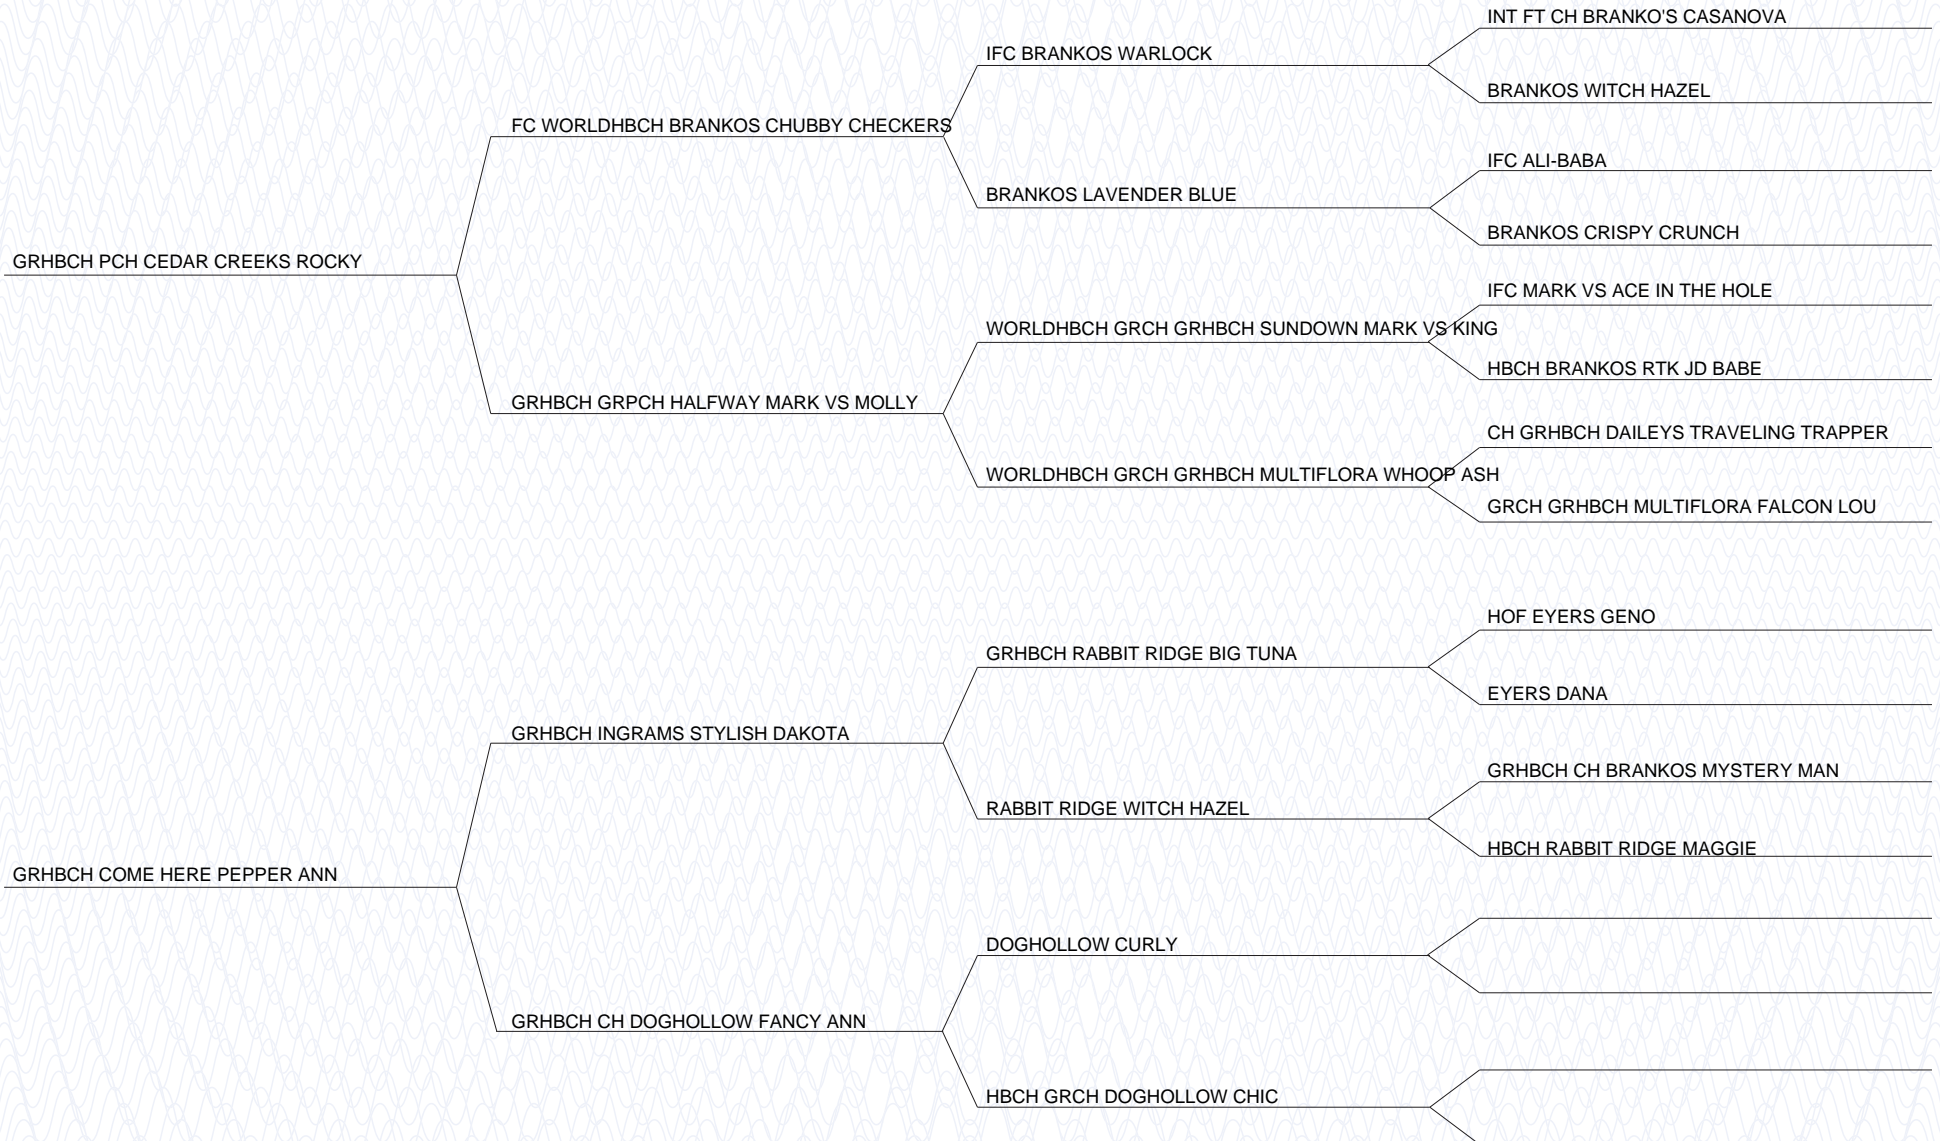 INT FT CH BRANKO'S CASANOVA
IFC BRANKOS WARLOCK
BRANKOS WITCH HAZEL
FC WORLDHBCH BRANKOS CHUBBY CHECKERS
IFC ALI-BABA
BRANKOS LAVENDER BLUE
BRANKOS CRISPY CRUNCH
GRHBCH PCH CEDAR CREEKS ROCKY
IFC MARK VS ACE IN THE HOLE
WORLDHBCH GRCH GRHBCH SUNDOWN MARK VS KING
HBCH BRANKOS RTK JD BABE
GRHBCH GRPCH HALFWAY MARK VS MOLLY
CH GRHBCH DAILEYS TRAVELING TRAPPER
WORLDHBCH GRCH GRHBCH MULTIFLORA WHOOP ASH
GRCH GRHBCH MULTIFLORA FALCON LOU
HOF EYERS GENO
GRHBCH RABBIT RIDGE BIG TUNA
EYERS DANA
GRHBCH INGRAMS STYLISH DAKOTA
GRHBCH CH BRANKOS MYSTERY MAN
RABBIT RIDGE WITCH HAZEL
HBCH RABBIT RIDGE MAGGIE
GRHBCH COME HERE PEPPER ANN
DOGHOLLOW CURLY
GRHBCH CH DOGHOLLOW FANCY ANN
HBCH GRCH DOGHOLLOW CHIC